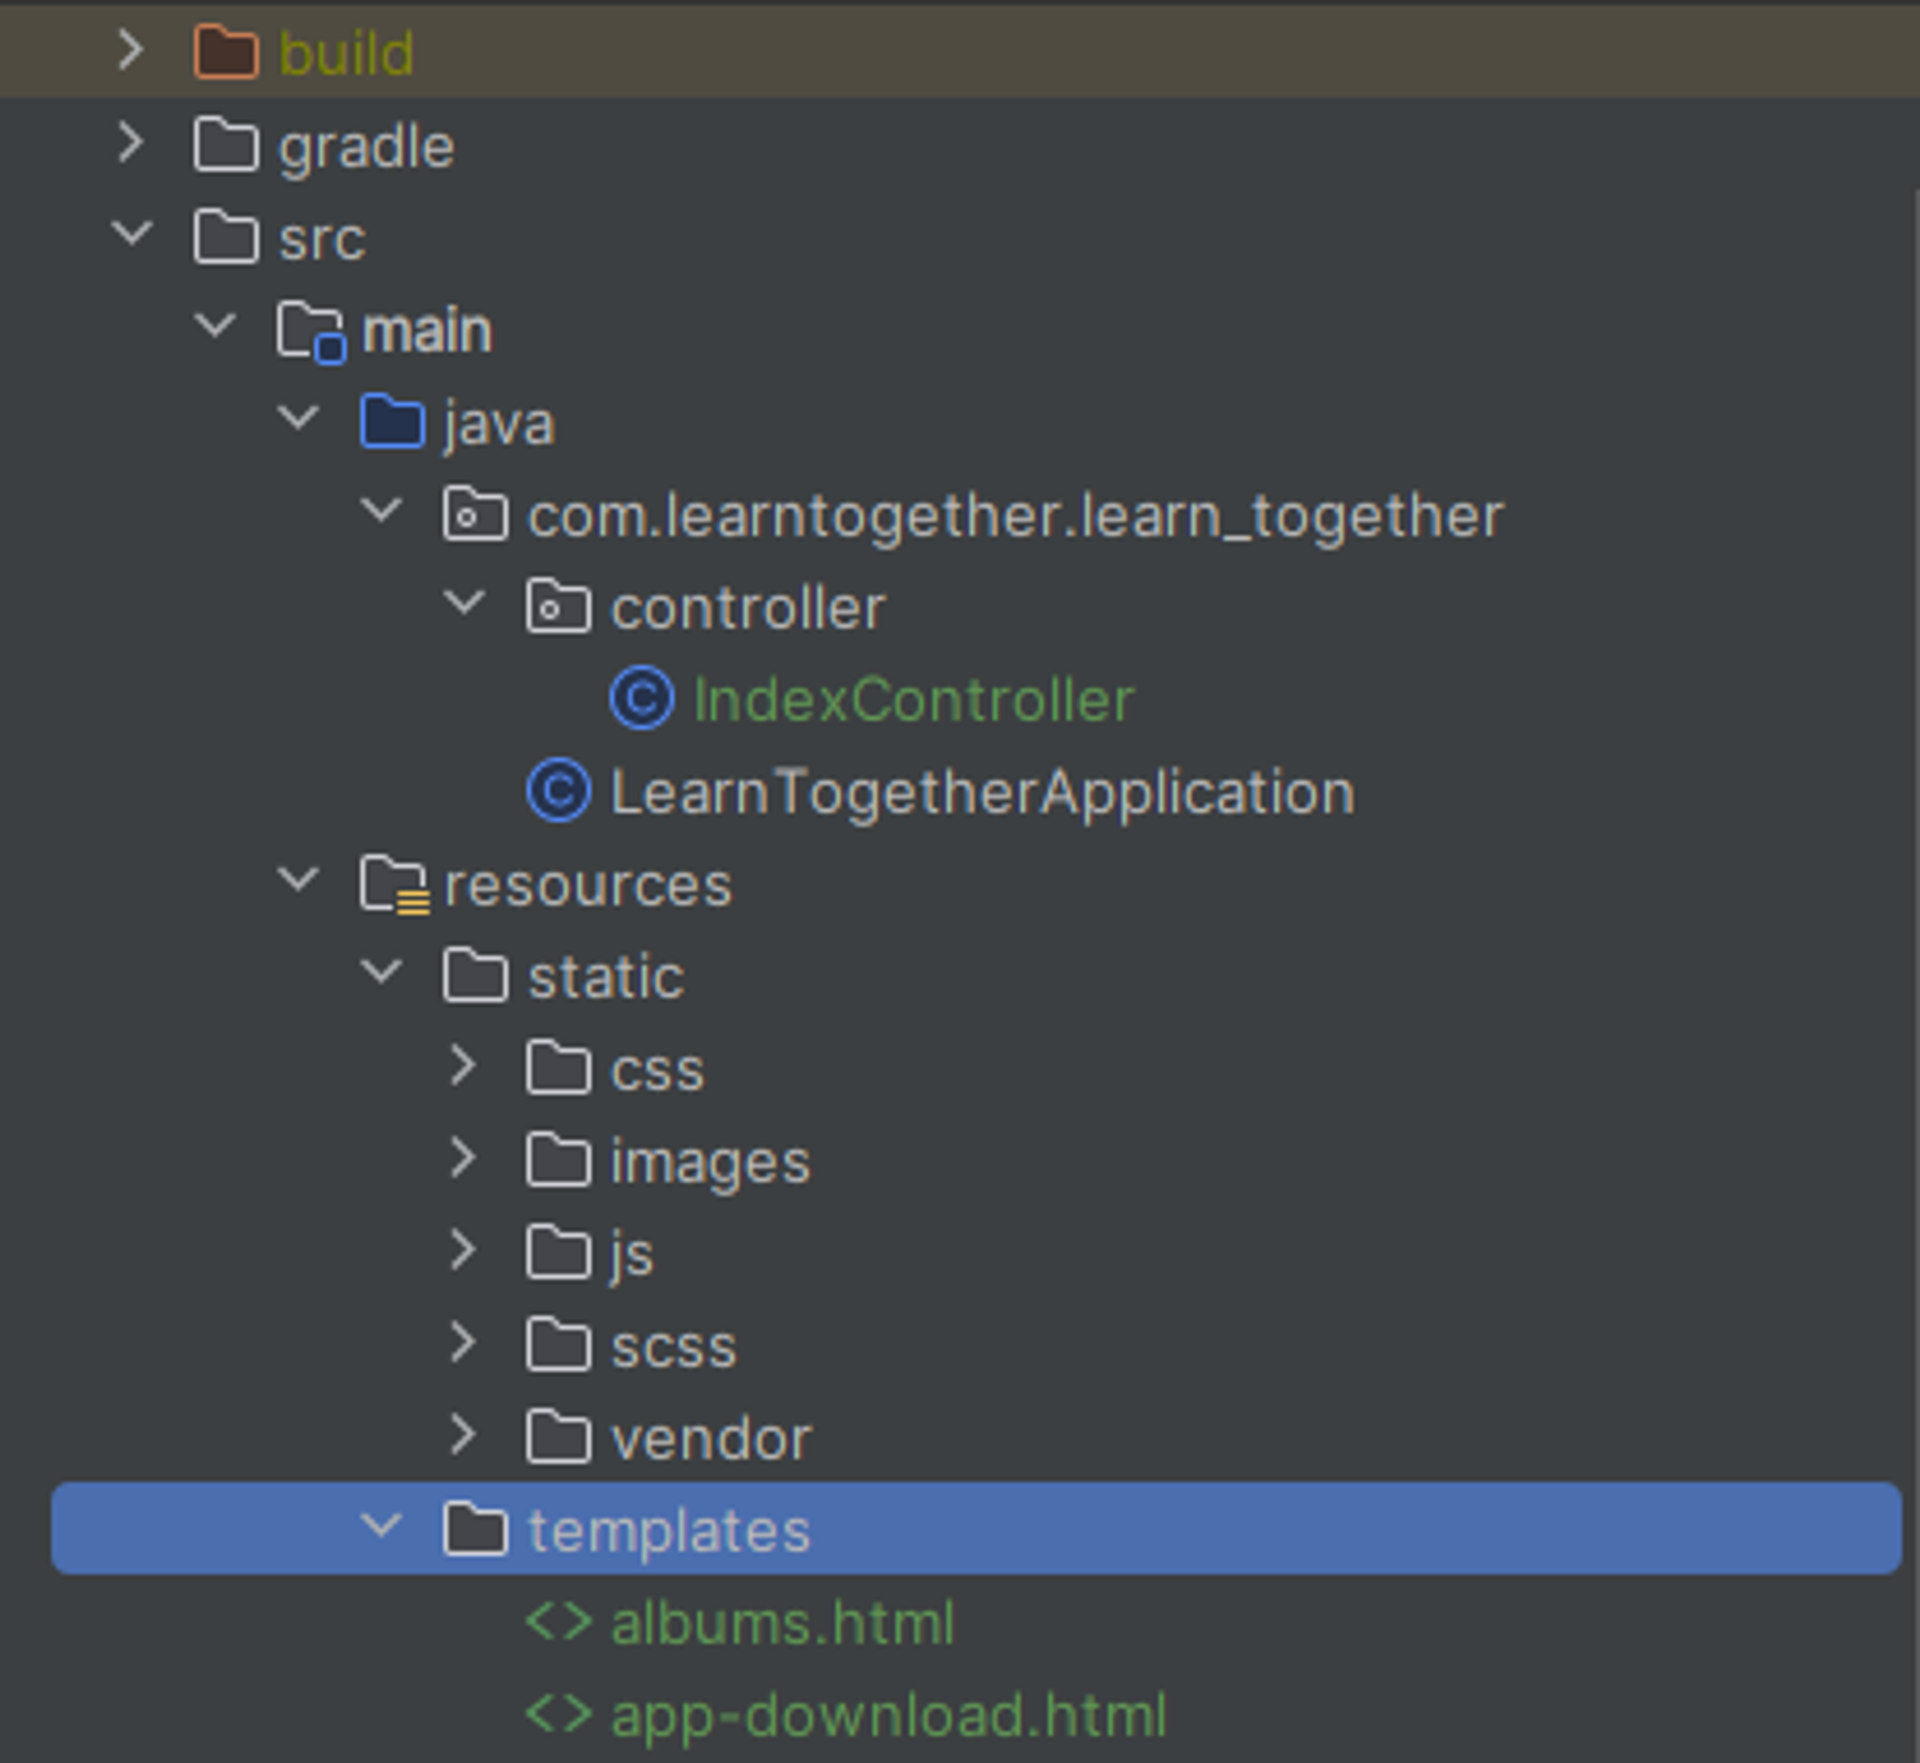 build
gradle
src
main
java
com.learntogether.learn_together
controller
IndexController
LearnTogetherApplication
resources
static
css
images
js
scss
vendor
templates
albums.html
app-download.html